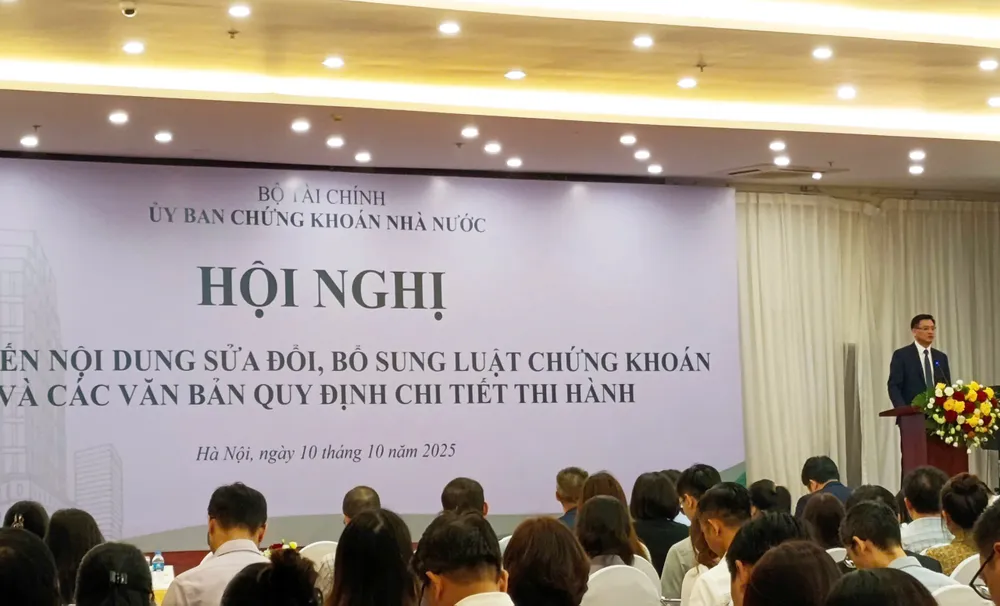 BỘ TÀI CHÍNH
ỦY BAN CHỨNG KHOÁN NHÀ NƯỚC
HỘI NGHỊ
ẾN NỘI DUNG SỬA ĐỔI, BỔ SUNG LUẬT CHỨNG KHOÁN
VÀ CÁC VĂN BẢN QUY ĐỊNH CHI TIẾT THI HÀNH
Hà Nội, ngày 10 tháng 10 năm 2025